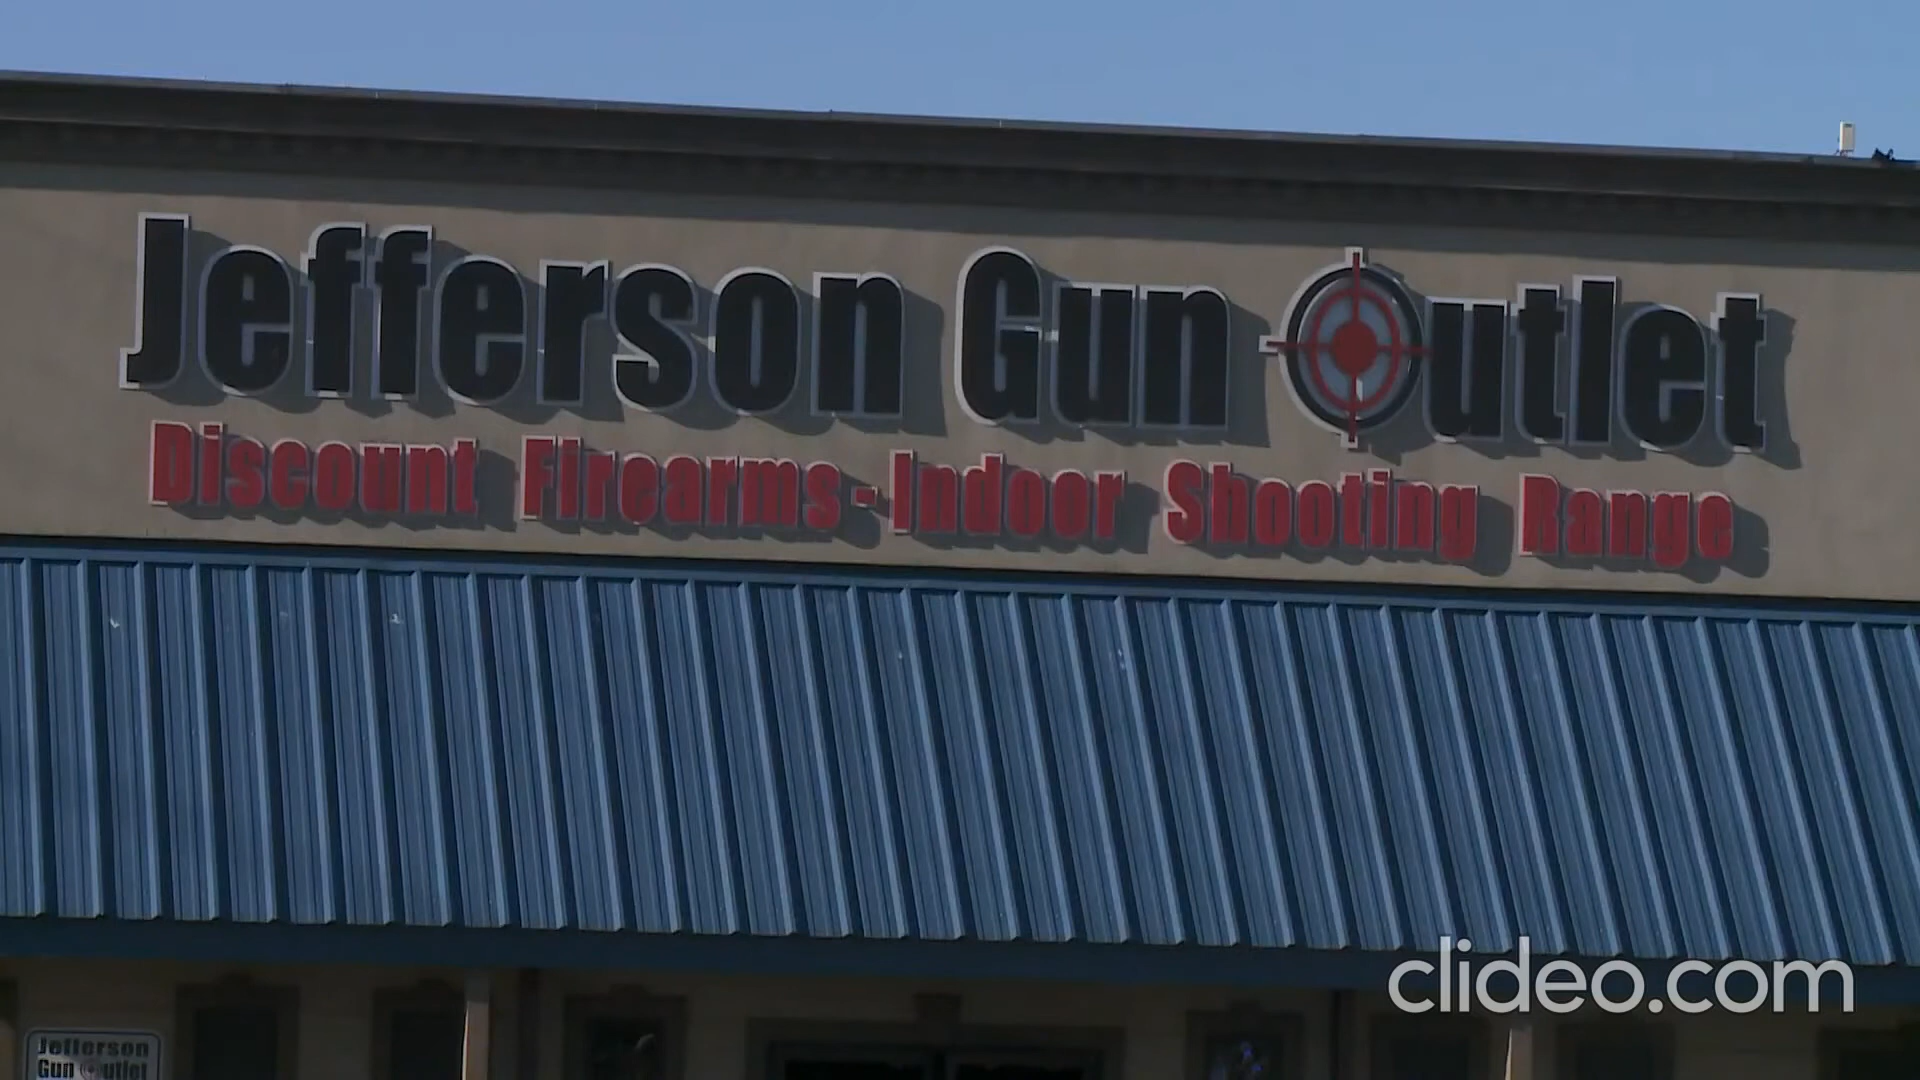 Jefferson Gun Outlet
Discount Firearms - Indoor Shooting Range
clideo.com
Jefferson
Gun Outlet